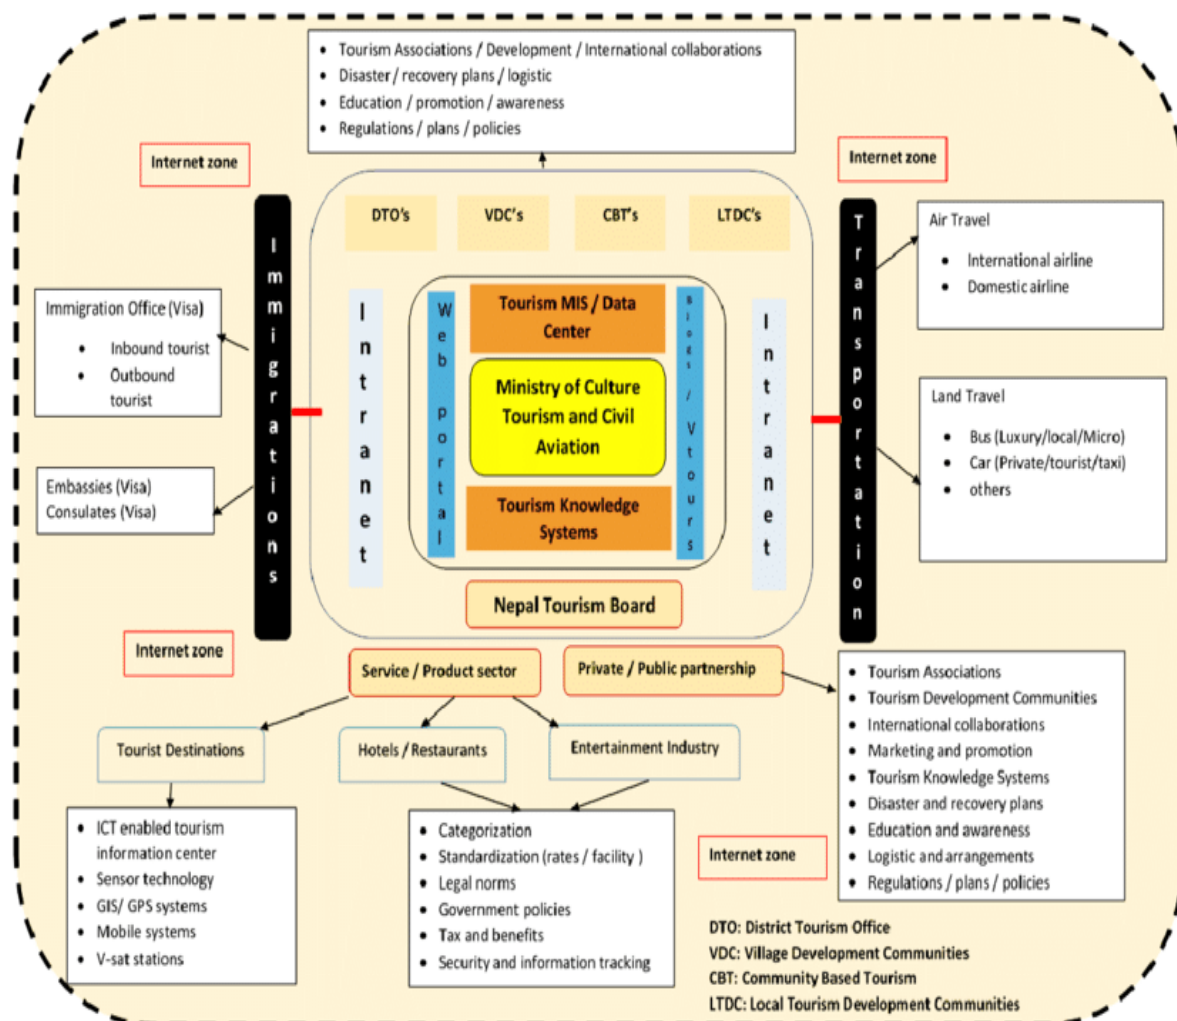 • Tourism Associations / Development / International collaborations
• Disaster / recovery plans / logistic
• Education / promotion / awareness
• Regulations / plans / policies
Internet zone
Internet zone
DTO's
VDC's
CBT's
LTDC's
Immigrations
Transportation
Air Travel
• International airline
• Domestic airline
Immigration Office (Visa)
• Inbound tourist
• Outbound
tourist
Intranet
Web portal
Tourism MIS / Data
Center
Blogs / Vtours
Intranet
Ministry of Culture
Tourism and Civil
Aviation
Land Travel
• Bus (Luxury/local/Micro)
• Car (Private/tourist/taxi)
• others
Embassies (Visa)
Consulates (Visa)
Tourism Knowledge
Systems
Nepal Tourism Board
Internet zone
Service / Product sector
Private / Public partnership
Tourist Destinations
Hotels / Restaurants
Entertainment Industry
• Tourism Associations
• Tourism Development Communities
• International collaborations
• Marketing and promotion
• Tourism Knowledge Systems
• Disaster and recovery plans
• Education and awareness
• Logistic and arrangements
• Regulations / plans / policies
• ICT enabled tourism
information center
• Sensor technology
• GIS/ GPS systems
• Mobile systems
• V-sat stations
• Categorization
• Standardization (rates / facility )
• Legal norms
• Government policies
• Tax and benefits
• Security and information tracking
Internet zone
DTO: District Tourism Office
VDC: Village Development Communities
CBT: Community Based Tourism
LTDC: Local Tourism Development Communities